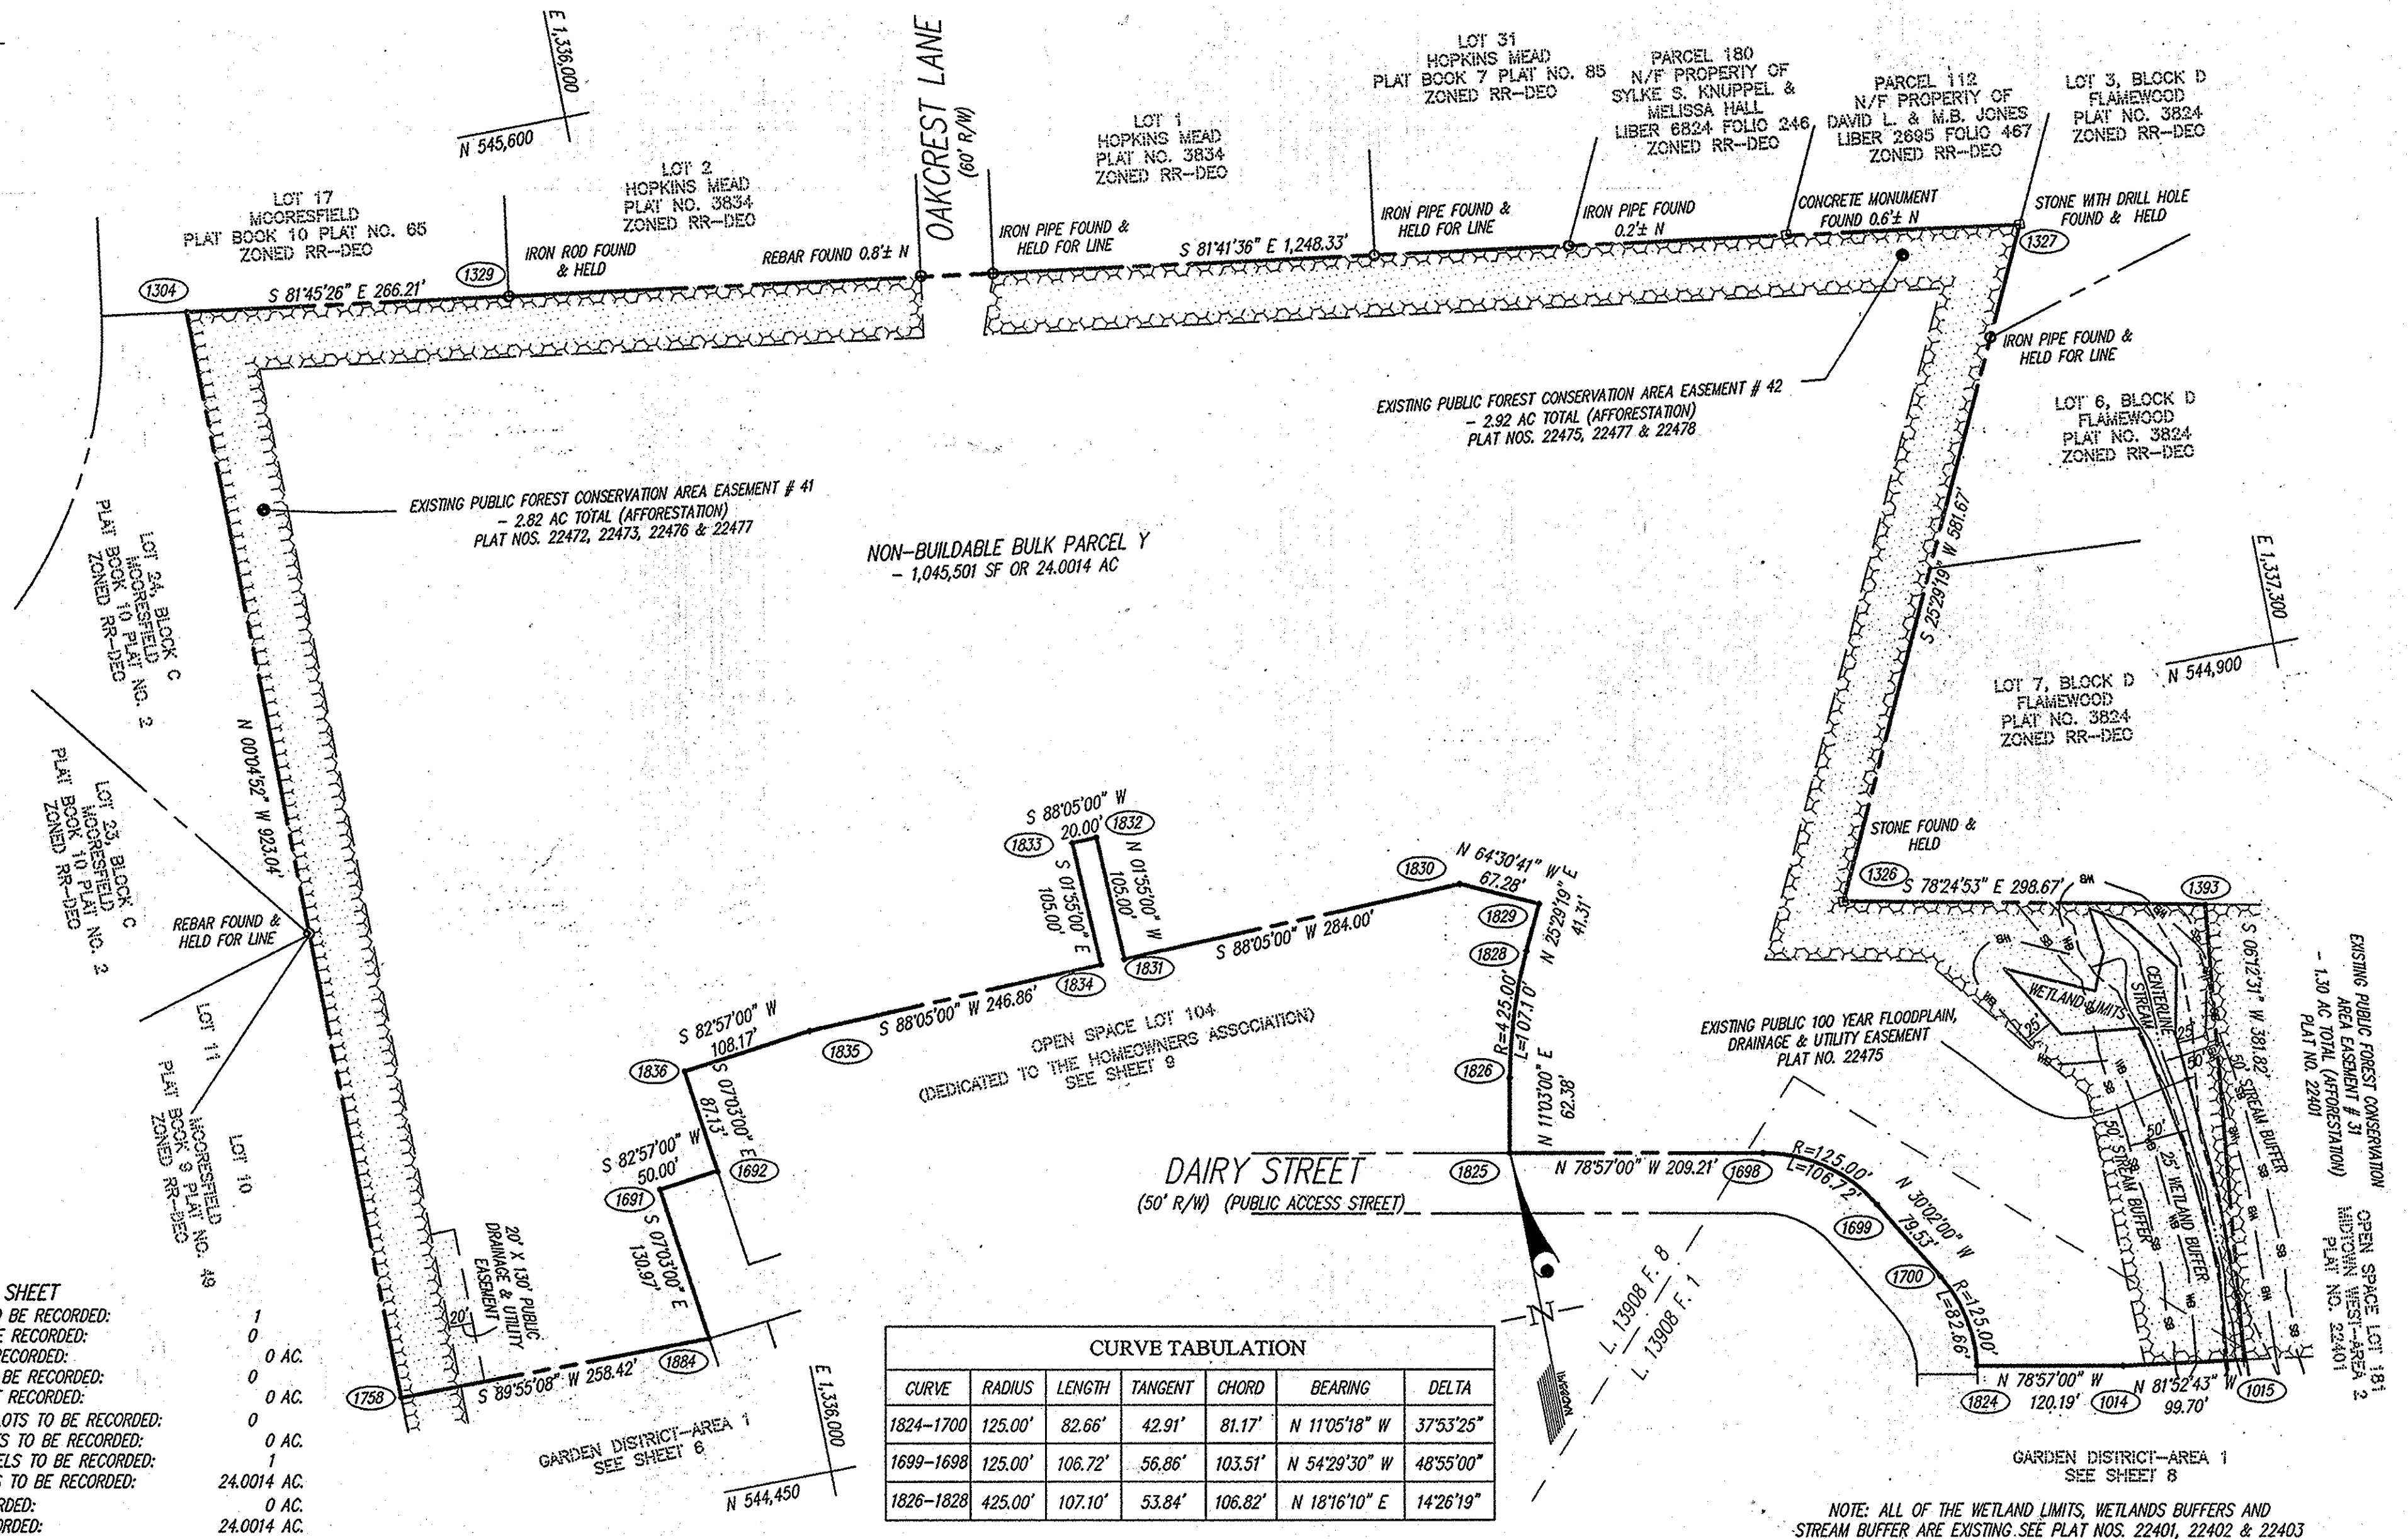 E 1,336,000
N 545,600
LOT 17
MOORESFIELD
PLAT BOOK 10 PLAT NO. 65
ZONED RR-DEO
LOT 2
HOPKINS MEAD
PLAT NO. 3834
ZONED RR-DEO
OAKCREST LANE
(60' R/W)
LOT 1
HOPKINS MEAD
PLAT NO. 3834
ZONED RR-DEO
LOT 31
HOPKINS MEAD
PLAT BOOK 7 PLAT NO. 85
ZONED RR-DEO
PARCEL 180
N/F PROPERTY OF
SYLKE S. KNUPPEL &
MELISSA HALL
LIBER 6824 FOLIO 246
ZONED RR-DEO
PARCEL 112
N/F PROPERTY OF
DAVID L. & M.B. JONES
LIBER 2695 FOLIO 467
ZONED RR-DEO
LOT 3, BLOCK D
FLAMEWOOD
PLAT NO. 3824
ZONED RR-DEO
1304
S 81°45'26" E 266.21'
1329
IRON ROD FOUND
& HELD
REBAR FOUND 0.8'± N
IRON PIPE FOUND &
HELD FOR LINE
S 81°41'36" E 1,248.33'
IRON PIPE FOUND &
HELD FOR LINE
IRON PIPE FOUND
0.2'± N
CONCRETE MONUMENT
FOUND 0.6'± N
STONE WITH DRILL HOLE
FOUND & HELD
1327
IRON PIPE FOUND &
HELD FOR LINE
LOT 6, BLOCK D
FLAMEWOOD
PLAT NO. 3824
ZONED RR-DEO
EXISTING PUBLIC FOREST CONSERVATION AREA EASEMENT # 42
- 2.92 AC TOTAL (AFFORESTATION)
PLAT NOS. 22475, 22477 & 22478
EXISTING PUBLIC FOREST CONSERVATION AREA EASEMENT # 41
- 2.82 AC TOTAL (AFFORESTATION)
PLAT NOS. 22472, 22473, 22476 & 22477
NON-BUILDABLE BULK PARCEL Y
- 1,045,501 SF OR 24.0014 AC
S 25°29'19" W 581.67'
E 1,337,300
N 544,900
LOT 7, BLOCK D
FLAMEWOOD
PLAT NO. 3824
ZONED RR-DEO
LOT 24, BLOCK C
MOORESFIELD
PLAT BOOK 10 PLAT NO. 2
ZONED RR-DEO
N 00°04'52" W 923.04'
LOT 23, BLOCK C
MOORESFIELD
PLAT BOOK 10 PLAT NO. 2
ZONED RR-DEO
REBAR FOUND &
HELD FOR LINE
LOT 11
LOT 10
MOORESFIELD
PLAT BOOK 9 PLAT NO. 49
ZONED RR-DEO
S 88°05'00" W
20.00'
1833
1832
S 01°55'00" E
105.00'
N 01°55'00" W
105.00'
1834
1831
S 88°05'00" W 284.00'
1830
N 64°30'41" W
67.28'
1829
N 25°29'19" E
41.31'
1828
R=425.00'
L=107.10'
1826
N 11°03'00" E
62.38'
1825
S 88°05'00" W 246.86'
1835
S 82°57'00" W
108.17'
1836
S 07°03'00" E
87.13'
S 82°57'00" W
50.00'
1692
1691
S 07°03'00" E
130.97'
20' X 130' PUBLIC
DRAINAGE & UTILITY
EASEMENT
20'
1884
S 89°55'08" W 258.42'
1758
OPEN SPACE LOT 104
(DEDICATED TO THE HOMEOWNERS ASSOCIATION)
SEE SHEET 9
STONE FOUND &
HELD
1326
S 78°24'53" E 298.67'
1393
S 06°12'31" W 381.82'
WETLAND LIMITS
CENTERLINE
STREAM
25'
25'
50'
50'
50' STREAM BUFFER
25' WETLAND BUFFER
50' STREAM BUFFER
EXISTING PUBLIC FOREST CONSERVATION
AREA EASEMENT # 31
- 1.30 AC TOTAL (AFFORESTATION)
PLAT NO. 22401
OPEN SPACE LOT 181
MIDTOWN WEST-AREA 2
PLAT NO. 22401
EXISTING PUBLIC 100 YEAR FLOODPLAIN,
DRAINAGE & UTILITY EASEMENT
PLAT NO. 22475
DAIRY STREET
(50' R/W) (PUBLIC ACCESS STREET)
N 78°57'00" W 209.21'
1698
R=125.00'
L=106.72'
1699
N 30°02'00" W
79.53'
1700
R=125.00'
L=82.66'
1824
N 78°57'00" W
120.19'
1014
N 81°52'43" W
99.70'
1015
N
L. 13908 F. 8
L. 13908 F. 1
GARDEN DISTRICT-AREA 1
SEE SHEET 8
GARDEN DISTRICT-AREA 1
SEE SHEET 6
E 1,336,000
N 544,450
SHEET
O BE RECORDED: 1
E RECORDED: 0
RECORDED: 0 AC.
BE RECORDED: 0
T RECORDED: 0 AC.
LOTS TO BE RECORDED: 0
TS TO BE RECORDED: 0 AC.
ELS TO BE RECORDED: 1
S TO BE RECORDED: 24.0014 AC.
RDED: 0 AC.
ORDED: 24.0014 AC.
CURVE TABULATION
CURVE RADIUS LENGTH TANGENT CHORD BEARING DELTA
1824-1700 125.00' 82.66' 42.91' 81.17' N 11°05'18" W 37°53'25"
1699-1698 125.00' 106.72' 56.86' 103.51' N 54°29'30" W 48°55'00"
1826-1828 425.00' 107.10' 53.84' 106.82' N 18°16'10" E 14°26'19"
NOTE: ALL OF THE WETLAND LIMITS, WETLANDS BUFFERS AND
STREAM BUFFER ARE EXISTING. SEE PLAT NOS. 22401, 22402 & 22403